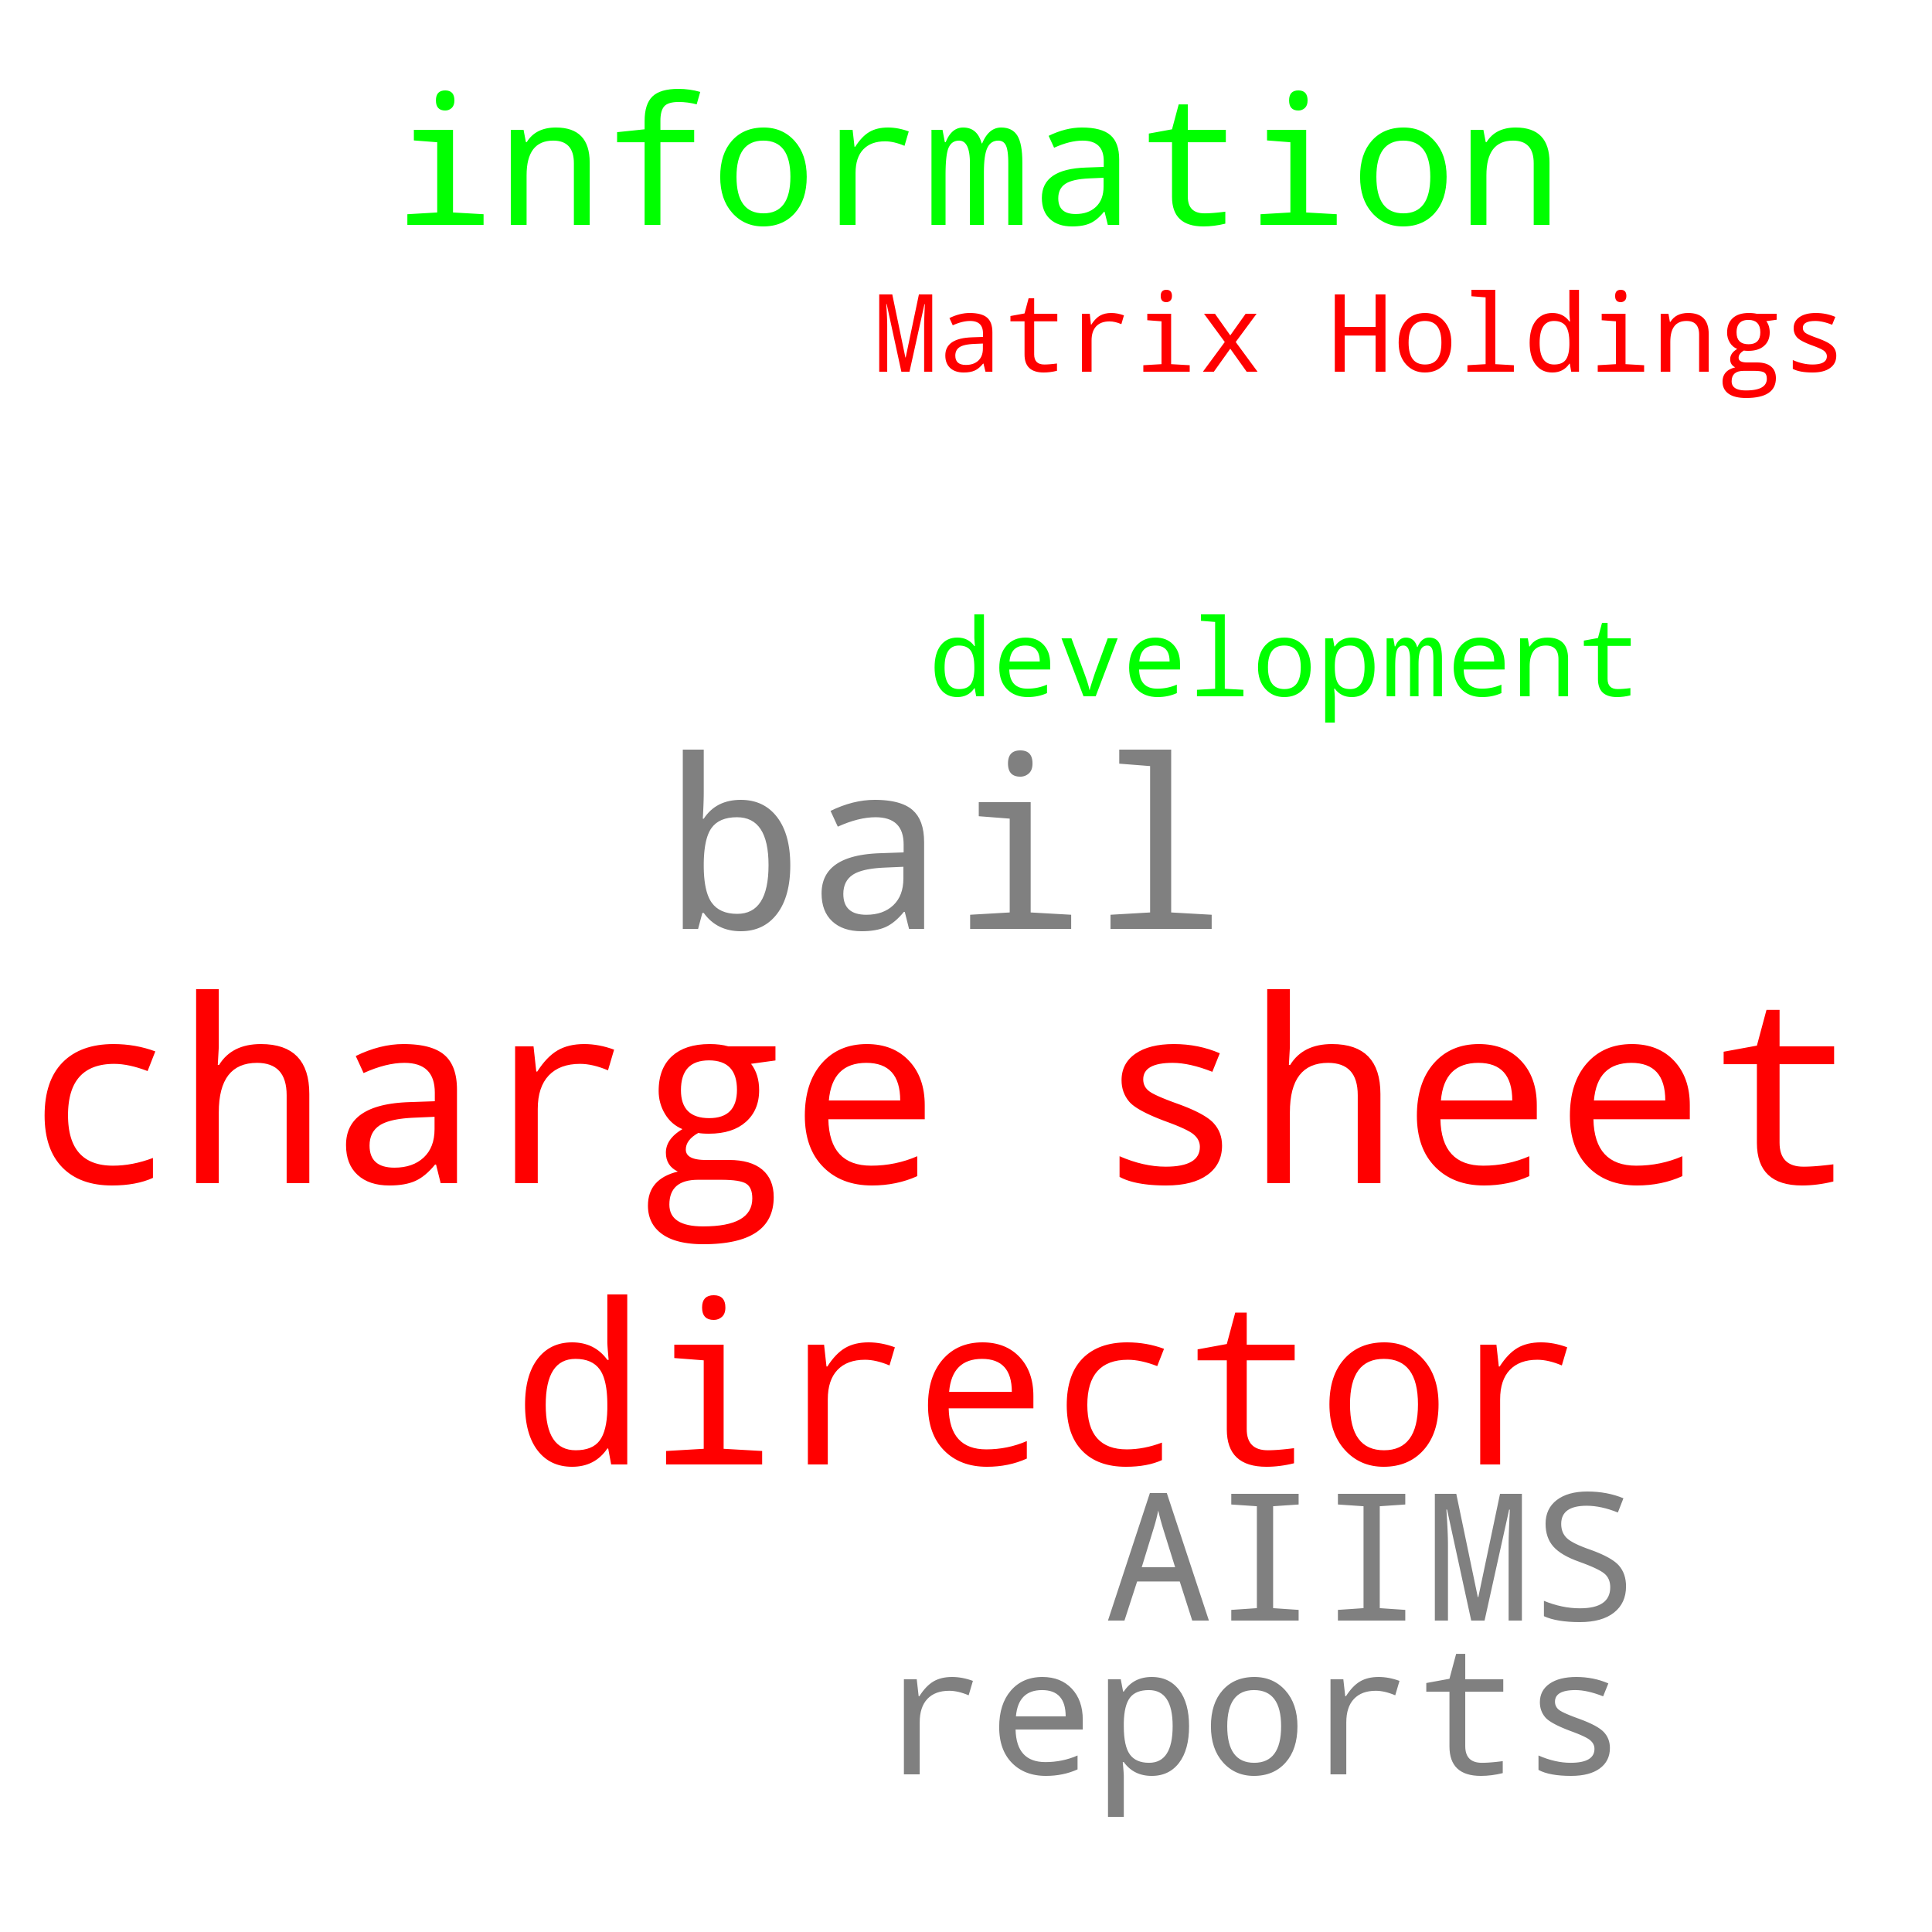 information
Matrix Holdings
development
bail
charge sheet
director
AIIMS
reports